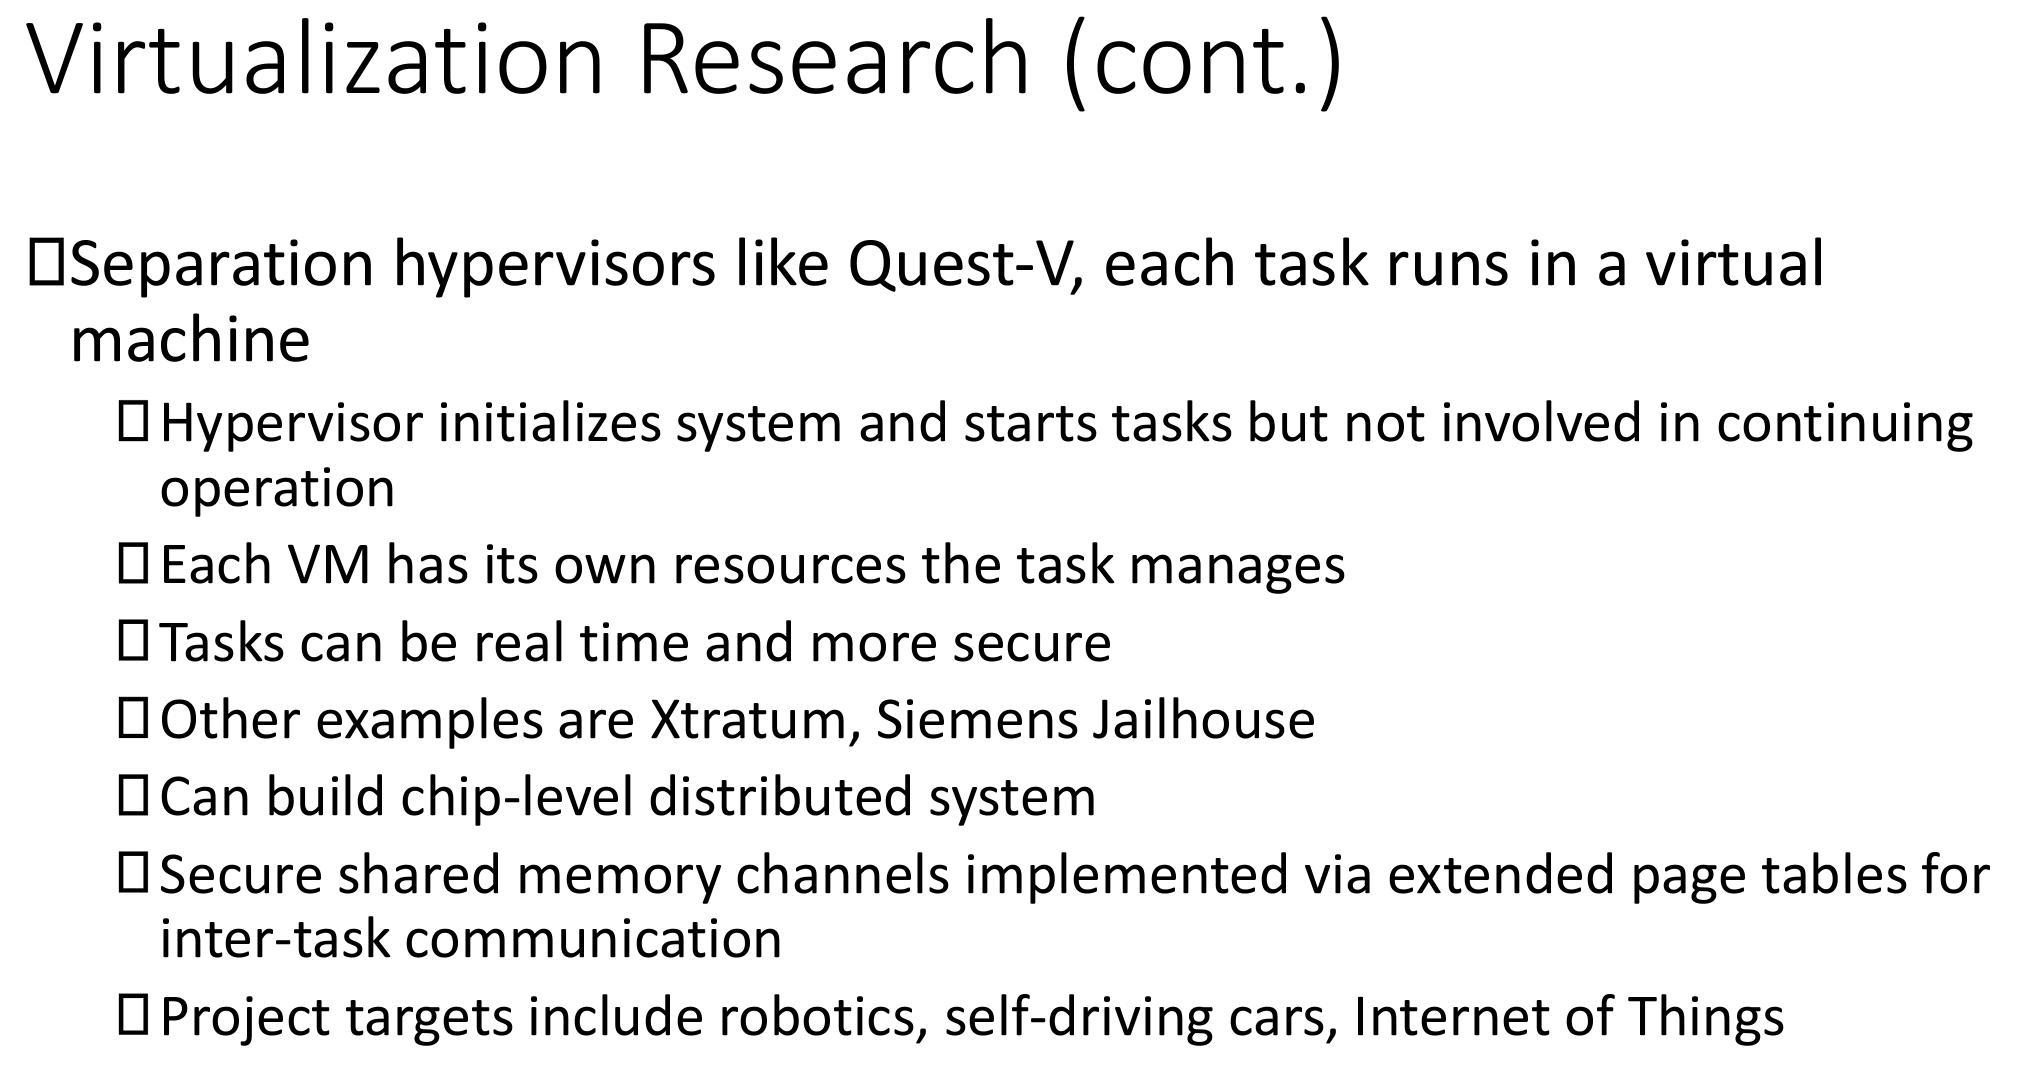 Virtualization Research (cont.)
Separation hypervisors like Quest-V, each task runs in a virtual
machine
Hypervisor initializes system and starts tasks but not involved in continuing
operation
Each VM has its own resources the task manages
Tasks can be real time and more secure
Other examples are Xtratum, Siemens Jailhouse
Can build chip-level distributed system
Secure shared memory channels implemented via extended page tables for
inter-task communication
Project targets include robotics, self-driving cars, Internet of Things